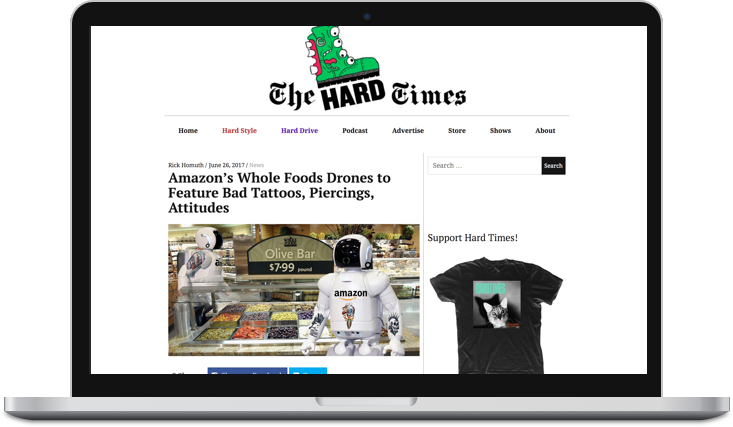 The HARD Times
Home Hard Style Hard Drive Podcast Advertise Store Shows About
Rick Homuth / June 26, 2017 / News
Amazon's Whole Foods Drones to
Feature Bad Tattoos, Piercings,
Attitudes
Olive Bar
$7.99 pound
amazon
Search ...
Search
Support Hard Times!